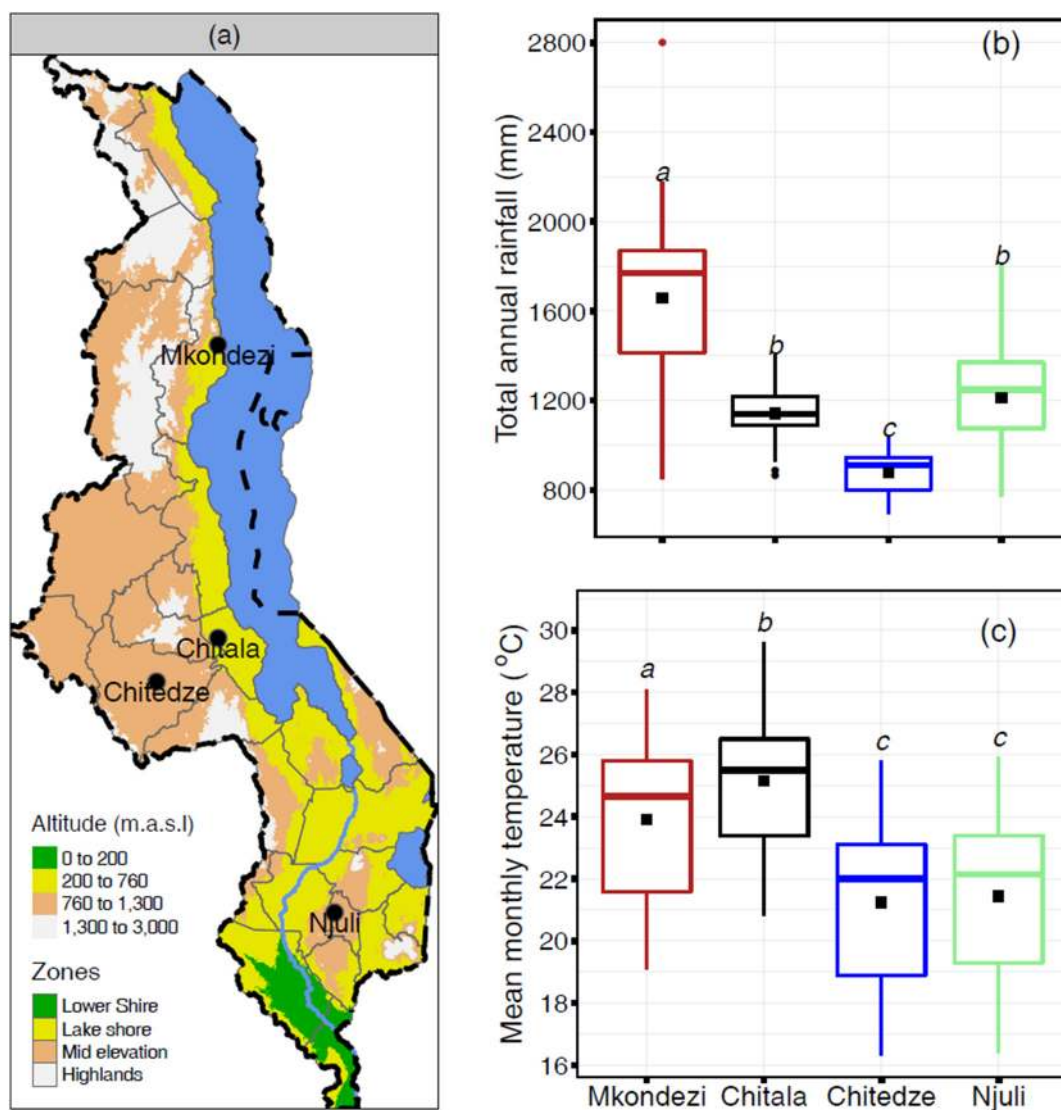 (a)
Mkondezi
Chitala
Chitedze
Njuli
Altitude (m.a.s.l)
0 to 200
200 to 760
760 to 1,300
1,300 to 3,000
Zones
Lower Shire
Lake shore
Mid elevation
Highlands
(b)
Total annual rainfall (mm)
2800
2400
2000
1600
1200
800
a
b
c
b
(c)
Mean monthly temperature (°C)
30
28
26
24
22
20
18
16
a
b
c
c
Mkondezi Chitala Chitedze Njuli